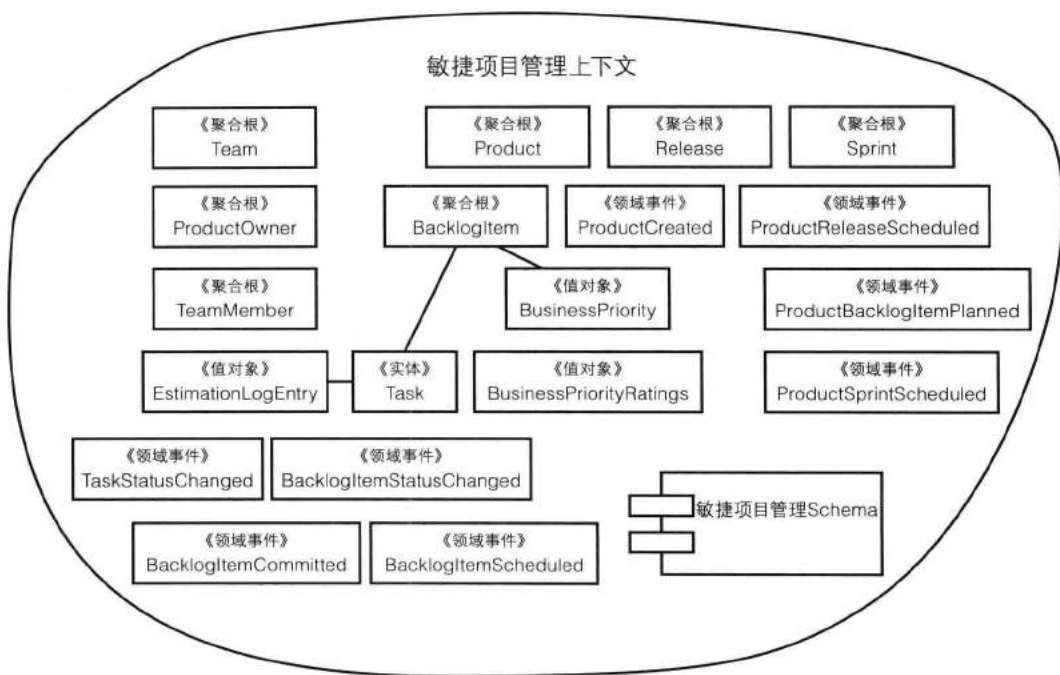 敏捷项目管理上下文
《聚合根》
Team
《聚合根》
Product
《聚合根》
Release
《聚合根》
Sprint
《聚合根》
ProductOwner
《聚合根》
BacklogItem
《领域事件》
ProductCreated
《领域事件》
ProductReleaseScheduled
《聚合根》
TeamMember
《值对象》
BusinessPriority
《领域事件》
ProductBacklogItemPlanned
《值对象》
EstimationLogEntry
《实体》
Task
《值对象》
BusinessPriorityRatings
《领域事件》
ProductSprintScheduled
《领域事件》
TaskStatusChanged
《领域事件》
BacklogItemStatusChanged
敏捷项目管理Schema
《领域事件》
BacklogItemCommitted
《领域事件》
BacklogItemScheduled